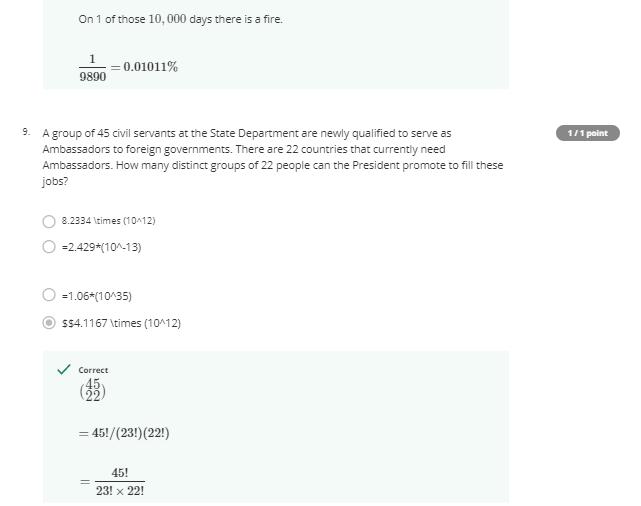 On 1 of those 10,000 days there is a fire.
1
9890
= 0.01011%
9. A group of 45 civil servants at the State Department are newly qualified to serve as
1 / 1 point
Ambassadors to foreign governments. There are 22 countries that currently need
Ambassadors. How many distinct groups of 22 people can the President promote to fill these
jobs?
8.2334 \times (10^12)
=2.429*(10^-13)
=1.06*(10^35)
$$4.1167 \times (10^12)
Correct
(45
22)
= 45!/(23!)(22!)
= 45!
23! × 22!